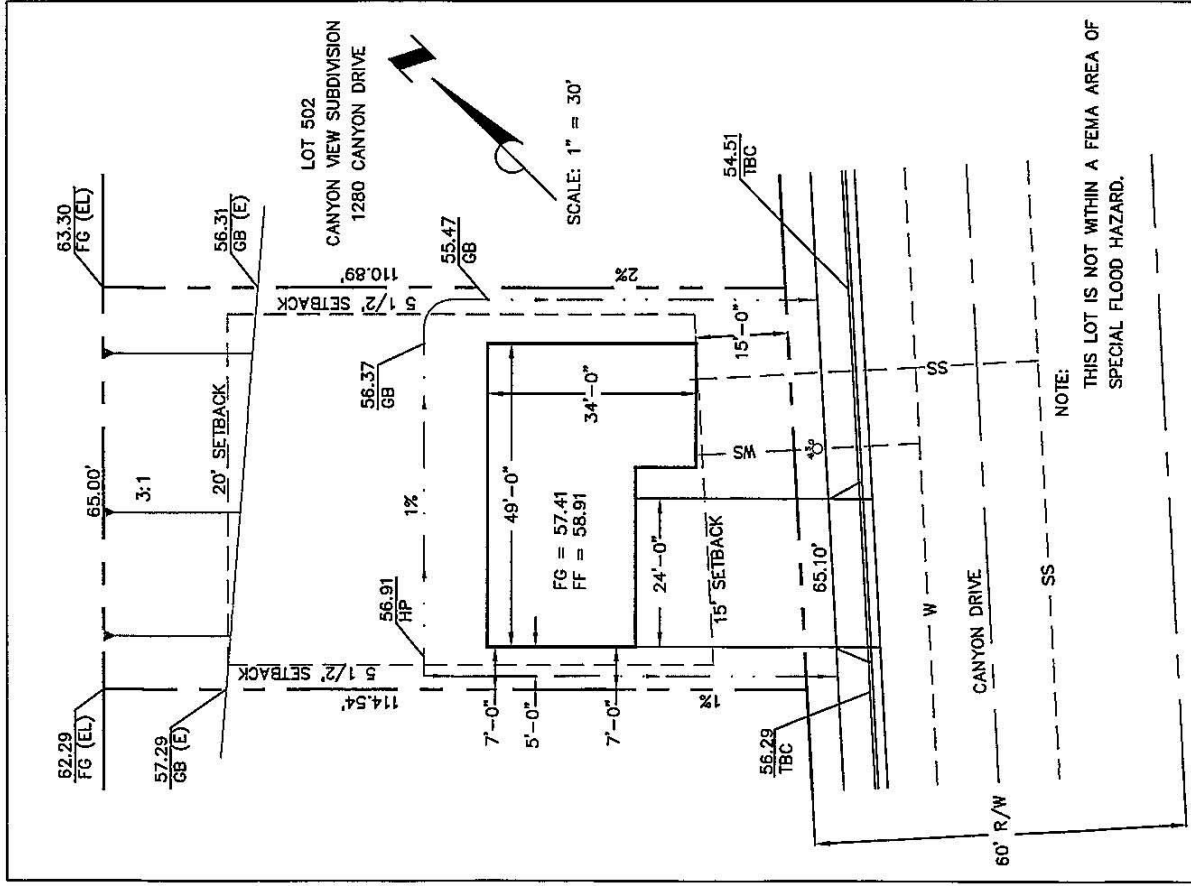 LOT 502
CANYON VIEW SUBDIVISION
1280 CANYON DRIVE
SCALE: 1" = 30'
63.30
FG (EL)
56.31
GB (E)
65.00'
3:1
20' SETBACK
62.29
FG (EL)
57.29
GB (E)
5 1/2' SETBACK
110.89'
5 1/2' SETBACK
114.54'
55.47
GB
56.37
GB
1%
56.91
HP
2%
1%
49'-0"
34'-0"
FG = 57.41
FF = 58.91
24'-0"
15'-0"
15' SETBACK
7'-0"
5'-0"
7'-0"
54.51
TBC
56.29
TBC
65.10'
WS
SS
W
CANYON DRIVE
SS
60' R/W
NOTE:
THIS LOT IS NOT WITHIN A FEMA AREA OF
SPECIAL FLOOD HAZARD.